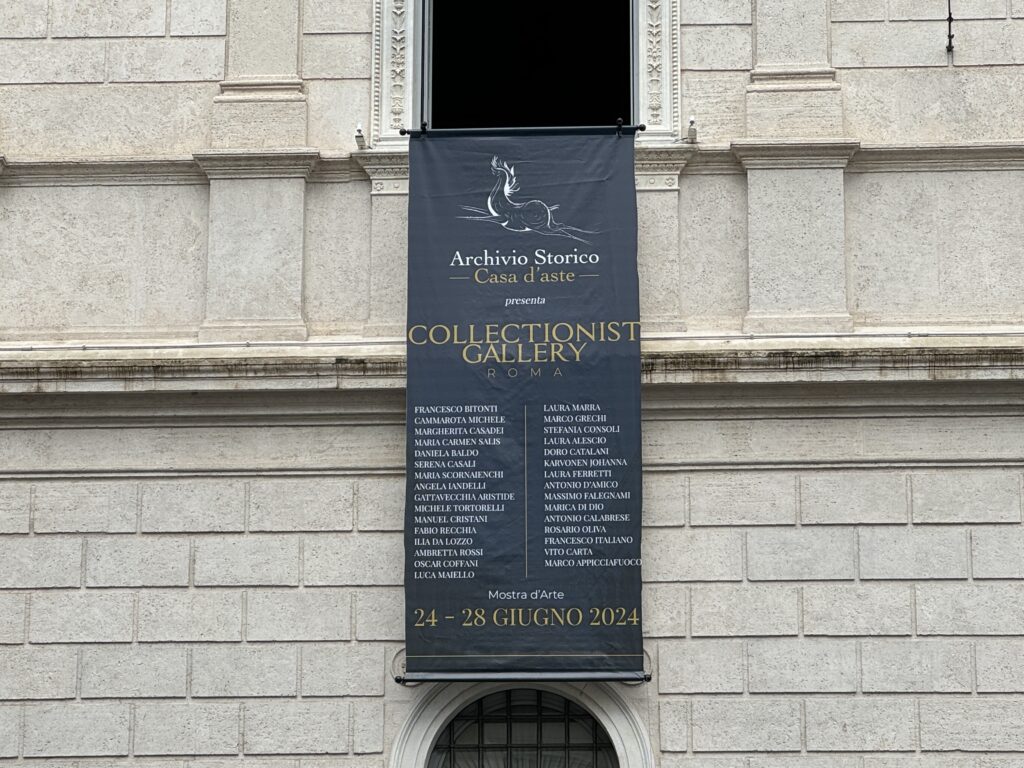 Archivio Storico
Casa d'aste
presenta
COLLECTIONIST
GALLERY
ROMA
FRANCESCO BITONTI
CAMMAROTA MICHELE
MARGHERITA CASADEI
MARIA CARMEN SALIS
DANIELA BALDO
SERENA CASALI
MARIA SCORNAIENCHI
ANGELA IANDELLI
GATTAVECCHIA ARISTIDE
MICHELE TORTORELLI
MANUEL CRISTANI
FABIO RECCHIA
ILIA DA LOZZO
AMBRETTA ROSSI
OSCAR COFFANI
LUCA MAIELLO
LAURA MARRA
MARCO GRECHI
STEFANIA CONSOLI
LAURA ALESCIO
DORO CATALANI
KARVONEN JOHANNA
LAURA FERRETTI
ANTONIO D'AMICO
MASSIMO FALEGNAMI
MARICA DI DIO
ANTONIO CALABRESE
ROSARIO OLIVA
FRANCESCO ITALIANO
VITO CARTA
MARCO APPICCIAFUOCO
Mostra d'Arte
24 - 28 GIUGNO 2024